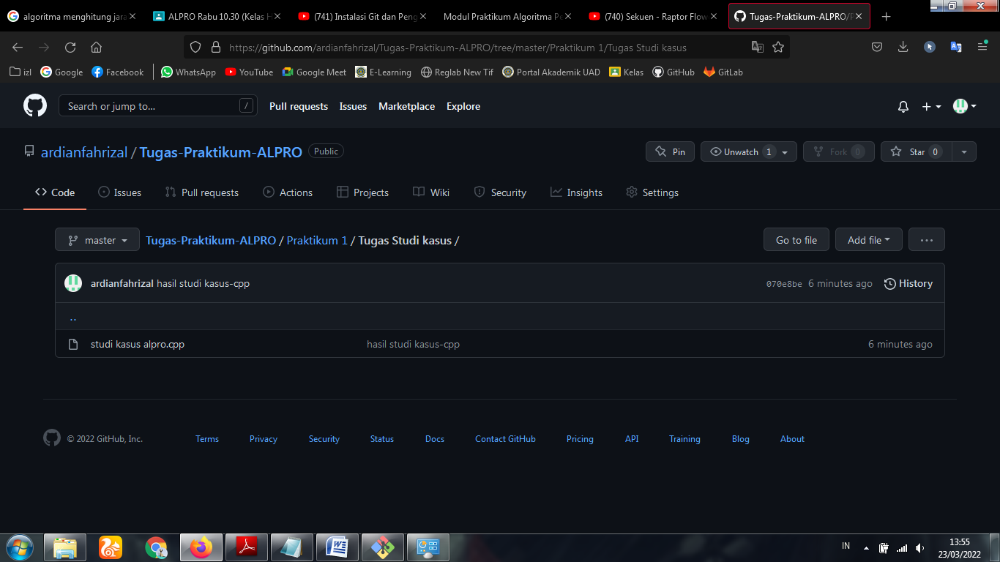 algoritma menghitung jara
ALPRO Rabu 10.30 (Kelas H
(741) Instalasi Git dan Peng
Modul Praktikum Algoritma Pe
(740) Sekuen - Raptor Flow
Tugas-Praktikum-ALPRO/P
https://github.com/ardianfahrizal/Tugas-Praktikum-ALPRO/tree/master/Praktikum 1/Tugas Studi kasus
izl Google Facebook WhatsApp YouTube Google Meet E-Learning Reglab New Tif Portal Akademik UAD Kelas GitHub GitLab
Search or jump to... / Pull requests Issues Marketplace Explore
ardianfahrizal / Tugas-Praktikum-ALPRO Public Pin Unwatch 1 Fork 0 Star 0
Code Issues Pull requests Actions Projects Wiki Security Insights Settings
master Tugas-Praktikum-ALPRO / Praktikum 1 / Tugas Studi kasus / Go to file Add file ...
ardianfahrizal hasil studi kasus-cpp 070e8be 6 minutes ago History
..
studi kasus alpro.cpp hasil studi kasus-cpp 6 minutes ago
© 2022 GitHub, Inc. Terms Privacy Security Status Docs Contact GitHub Pricing API Training Blog About
IN 13:55
23/03/2022